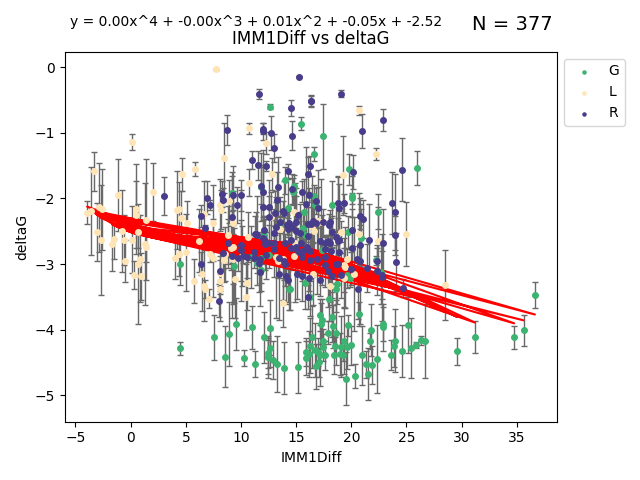 y = 0.00x^4 + -0.00x^3 + 0.01x^2 + -0.05x + -2.52
N = 377
IMM1Diff vs deltaG
G
L
R
deltaG
0
−1
−2
−3
−4
−5
−5 0 5 10 15 20 25 30 35
IMM1Diff